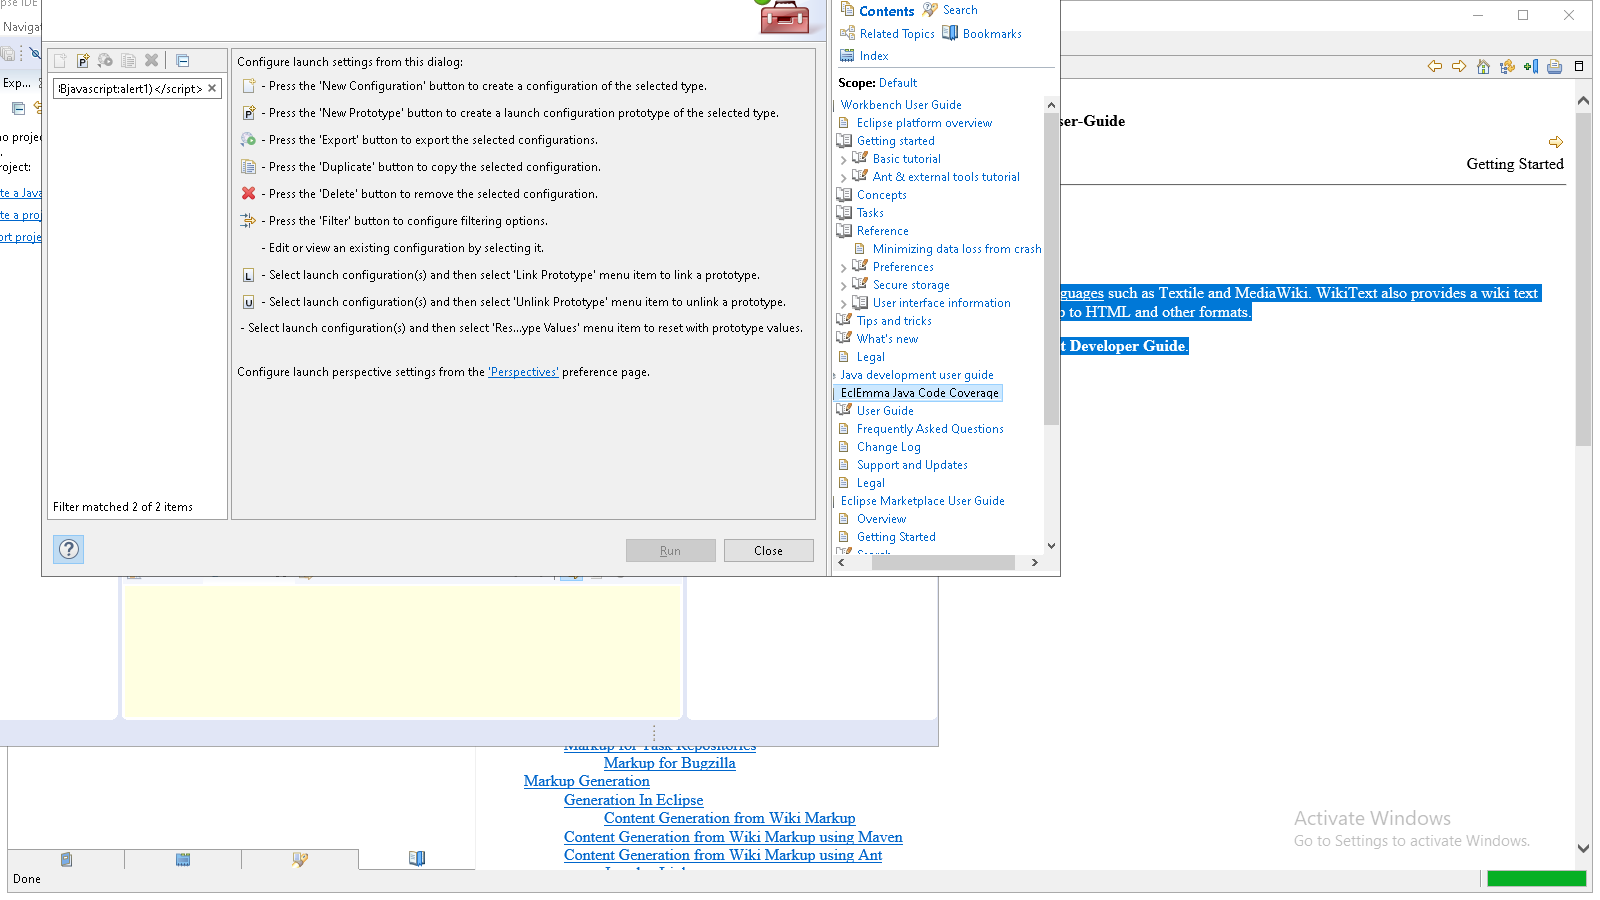 pse IDE
Naviga
Exp...
no proje
roject:
te a Java
te a proj
ort proje
javascript:alert1)</script>
Filter matched 2 of 2 items
Configure launch settings from this dialog:
- Press the 'New Configuration' button to create a configuration of the selected type.
- Press the 'New Prototype' button to create a launch configuration prototype of the selected type.
- Press the 'Export' button to export the selected configurations.
- Press the 'Duplicate' button to copy the selected configuration.
- Press the 'Delete' button to remove the selected configuration.
- Press the 'Filter' button to configure filtering options.
- Edit or view an existing configuration by selecting it.
- Select launch configuration(s) and then select 'Link Prototype' menu item to link a prototype.
- Select launch configuration(s) and then select 'Unlink Prototype' menu item to unlink a prototype.
- Select launch configuration(s) and then select 'Res...ype Values' menu item to reset with prototype values.
Configure launch perspective settings from the 'Perspectives' preference page.
Run
Close
Contents Search
Related Topics Bookmarks
Index
Scope: Default
Workbench User Guide
Eclipse platform overview
Getting started
Basic tutorial
Ant & external tools tutorial
Concepts
Tasks
Reference
Minimizing data loss from crash
Preferences
Secure storage
User interface information
Tips and tricks
What's new
Legal
Java development user guide
EclEmma Java Code Coverage
User Guide
Frequently Asked Questions
Change Log
Support and Updates
Legal
Eclipse Marketplace User Guide
Overview
Getting Started
Search
ser-Guide
Getting Started
guages such as Textile and MediaWiki. WikiText also provides a wiki text
to HTML and other formats.
t Developer Guide.
Markup for Task Repositories
Markup for Bugzilla
Markup Generation
Generation In Eclipse
Content Generation from Wiki Markup
Content Generation from Wiki Markup using Maven
Content Generation from Wiki Markup using Ant
Activate Windows
Go to Settings to activate Windows.
Done